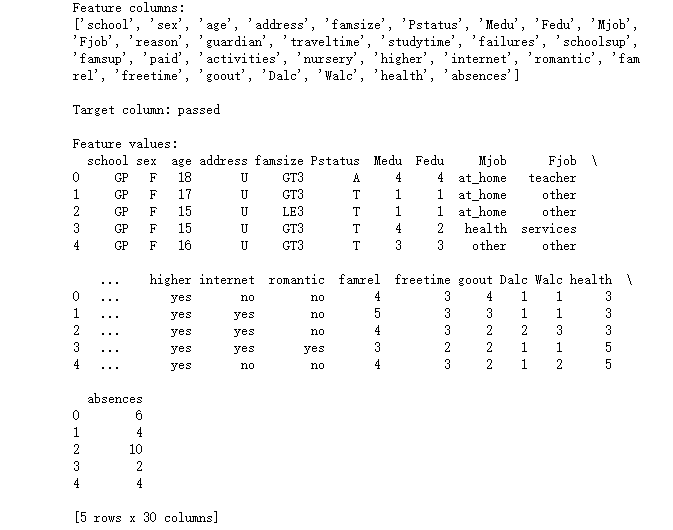 Feature columns:
['school', 'sex', 'age', 'address', 'famsize', 'Pstatus', 'Medu', 'Fedu', 'Mjob',
'Fjob', 'reason', 'guardian', 'traveltime', 'studytime', 'failures', 'schoolsup',
'famsup', 'paid', 'activities', 'nursery', 'higher', 'internet', 'romantic', 'fam
rel', 'freetime', 'goout', 'Dalc', 'Walc', 'health', 'absences']
Target column: passed
Feature values:
school sex age address famsize Pstatus Medu Fedu Mjob Fjob \
0 GP F 18 U GT3 A 4 4 at_home teacher
1 GP F 17 U GT3 T 1 1 at_home other
2 GP F 15 U LE3 T 1 1 at_home other
3 GP F 15 U GT3 T 4 2 health services
4 GP F 16 U GT3 T 3 3 other other
... higher internet romantic famrel freetime goout Dalc Walc health \
0 ... yes no no 4 3 4 1 1 3
1 ... yes yes no 5 3 3 1 1 3
2 ... yes yes no 4 3 2 2 3 3
3 ... yes yes yes 3 2 2 1 1 5
4 ... yes no no 4 3 2 1 2 5
absences
0 6
1 4
2 10
3 2
4 4
[5 rows x 30 columns]